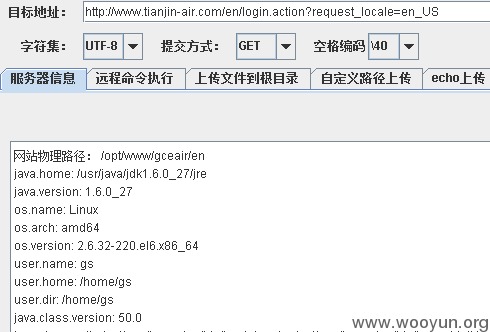 目标地址: http://www.tianjin-air.com/en/login.action?request_locale=en_US
字符集: UTF-8 提交方式: GET 空格编码 \40
服务器信息 远程命令执行 上传文件到根目录 自定义路径上传 echo上传
网站物理路径: /opt/www/gceair/en
java.home: /usr/java/jdk1.6.0_27/jre
java.version: 1.6.0_27
os.name: Linux
os.arch: amd64
os.version: 2.6.32-220.el6.x86_64
user.name: gs
user.home: /home/gs
user.dir: /home/gs
java.class.version: 50.0
www.wooyun.org